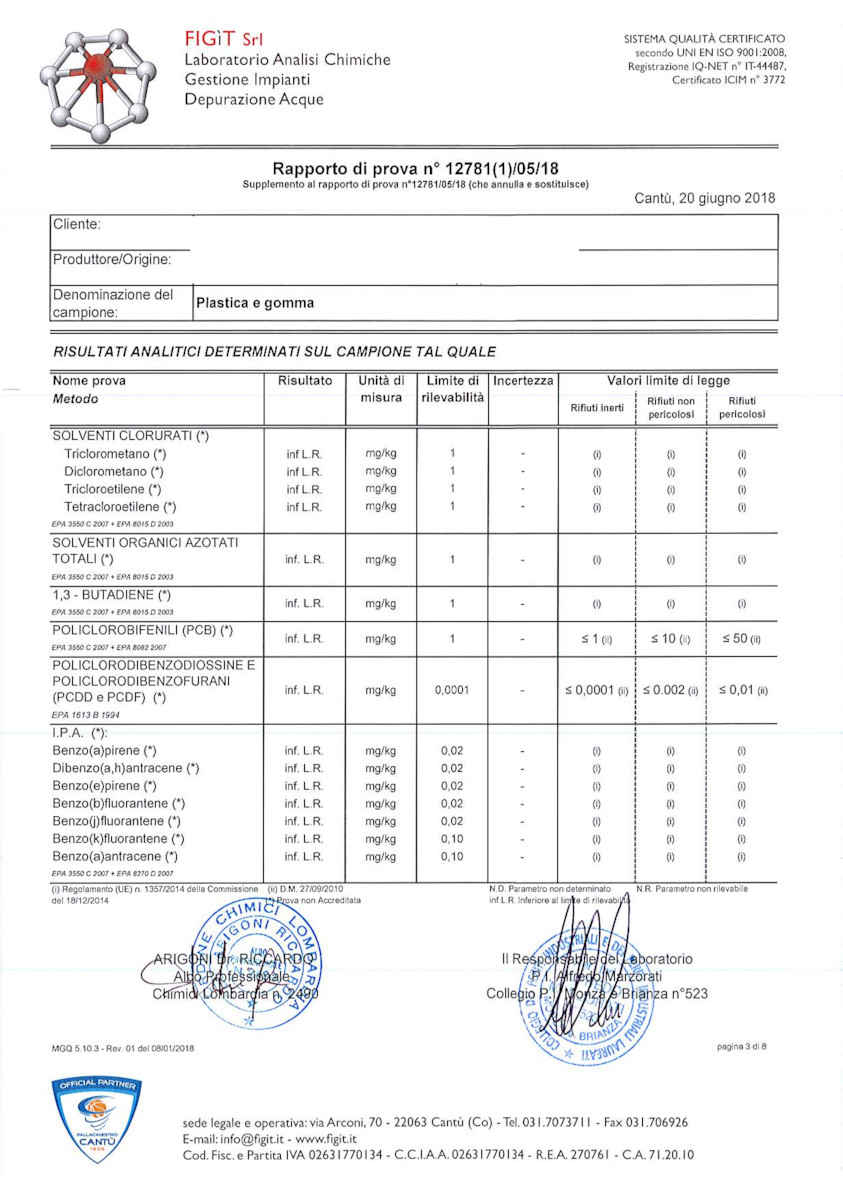 FIGìT Srl
Laboratorio Analisi Chimiche
Gestione Impianti
Depurazione Acque
SISTEMA QUALITÀ CERTIFICATO
secondo UNI EN ISO 9001:2008,
Registrazione IQ-NET n° IT-44487,
Certificato ICIM n° 3772
Rapporto di prova n° 12781(1)/05/18
Supplemento al rapporto di prova n°12781/05/18 (che annulla e sostituisce)
Cantù, 20 giugno 2018
Cliente:
Produttore/Origine:
Denominazione del campione: Plastica e gomma
RISULTATI ANALITICI DETERMINATI SUL CAMPIONE TAL QUALE
Nome prova Risultato Unità di misura Limite di rilevabilità Incertezza Valori limite di legge
Metodo Rifiuti inerti Rifiuti non pericolosi Rifiuti pericolosi
SOLVENTI CLORURATI (*)
Triclorometano (*) inf L.R. mg/kg 1 - (i) (i) (i)
Diclorometano (*) inf L.R. mg/kg 1 - (i) (i) (i)
Tricloroetilene (*) inf L.R. mg/kg 1 - (i) (i) (i)
Tetracloroetilene (*) inf L.R. mg/kg 1 - (i) (i) (i)
EPA 3550 C 2007 + EPA 8015 D 2003
SOLVENTI ORGANICI AZOTATI
TOTALI (*) inf. L.R. mg/kg 1 - (i) (i) (i)
EPA 3550 C 2007 + EPA 8015 D 2003
1,3 - BUTADIENE (*) inf. L.R. mg/kg 1 - (i) (i) (i)
EPA 3550 C 2007 + EPA 8015 D 2003
POLICLOROBIFENILI (PCB) (*) inf. L.R. mg/kg 1 - ≤ 1 (ii) ≤ 10 (ii) ≤ 50 (ii)
EPA 3550 C 2007 + EPA 8082 2007
POLICLORODIBENZODIOSSINE E
POLICLORODIBENZOFURANI inf. L.R. mg/kg 0,0001 - ≤ 0,0001 (ii) ≤ 0.002 (ii) ≤ 0,01 (ii)
(PCDD e PCDF) (*)
EPA 1613 B 1994
I.P.A. (*):
Benzo(a)pirene (*) inf. L.R. mg/kg 0,02 - (i) (i) (i)
Dibenzo(a,h)antracene (*) inf. L.R. mg/kg 0,02 - (i) (i) (i)
Benzo(e)pirene (*) inf. L.R. mg/kg 0,02 - (i) (i) (i)
Benzo(b)fluorantene (*) inf. L.R. mg/kg 0,02 - (i) (i) (i)
Benzo(j)fluorantene (*) inf. L.R. mg/kg 0,02 - (i) (i) (i)
Benzo(k)fluorantene (*) inf. L.R. mg/kg 0,10 - (i) (i) (i)
Benzo(a)antracene (*) inf. L.R. mg/kg 0,10 - (i) (i) (i)
EPA 3550 C 2007 + EPA 8270 D 2007
(i) Regolamento (UE) n. 1357/2014 della Commissione (ii) D.M. 27/09/2010 N.D. Parametro non determinato N.R. Parametro non rilevabile
del 18/12/2014 (*) Prova non Accreditata inf.L.R. Inferiore al limite di rilevabilità
ARIGONI Dr. RICCARDO
Albo Professionale
Chimici Lombardia n. 2490
Il Responsabile del Laboratorio
P.I. Alfredo Marzorati
Collegio P.I. Monza e Brianza n°523
MGQ 5.10.3 - Rev. 01 del 08/01/2018
pagina 3 di 8
OFFICIAL PARTNER
PALLACANESTRO
CANTÙ
1936
sede legale e operativa: via Arconi, 70 - 22063 Cantù (Co) - Tel. 031.7073711 - Fax 031.706926
E-mail: info@figit.it - www.figit.it
Cod. Fisc. e Partita IVA 02631770134 - C.C.I.A.A. 02631770134 - R.E.A. 270761 - C.A. 71.20.10